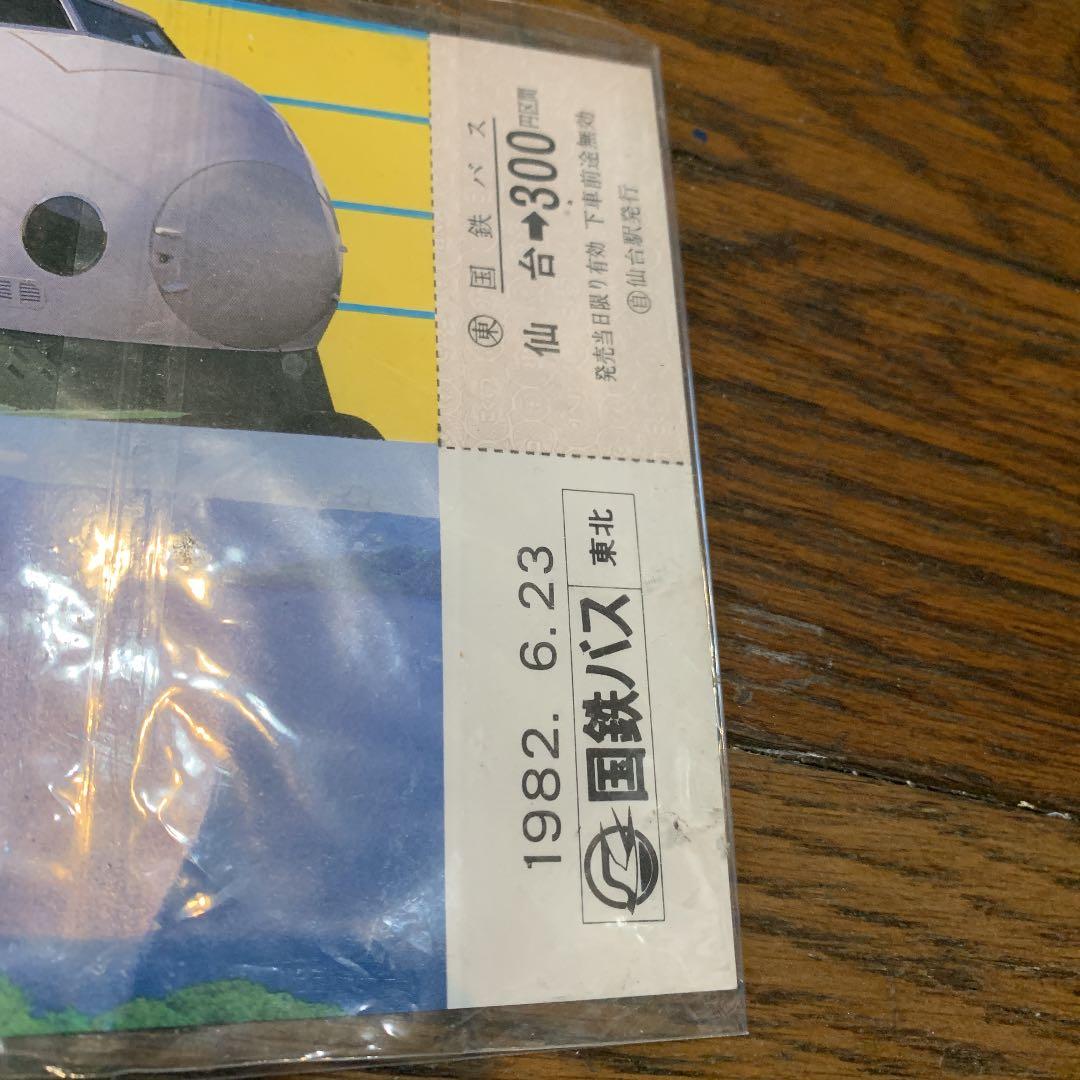 ㊍国鉄バス
仙台➡300円区間
発売当日限り有効 下車前途無効
㊐仙台駅発行
1982. 6.23
国鉄バス 東北